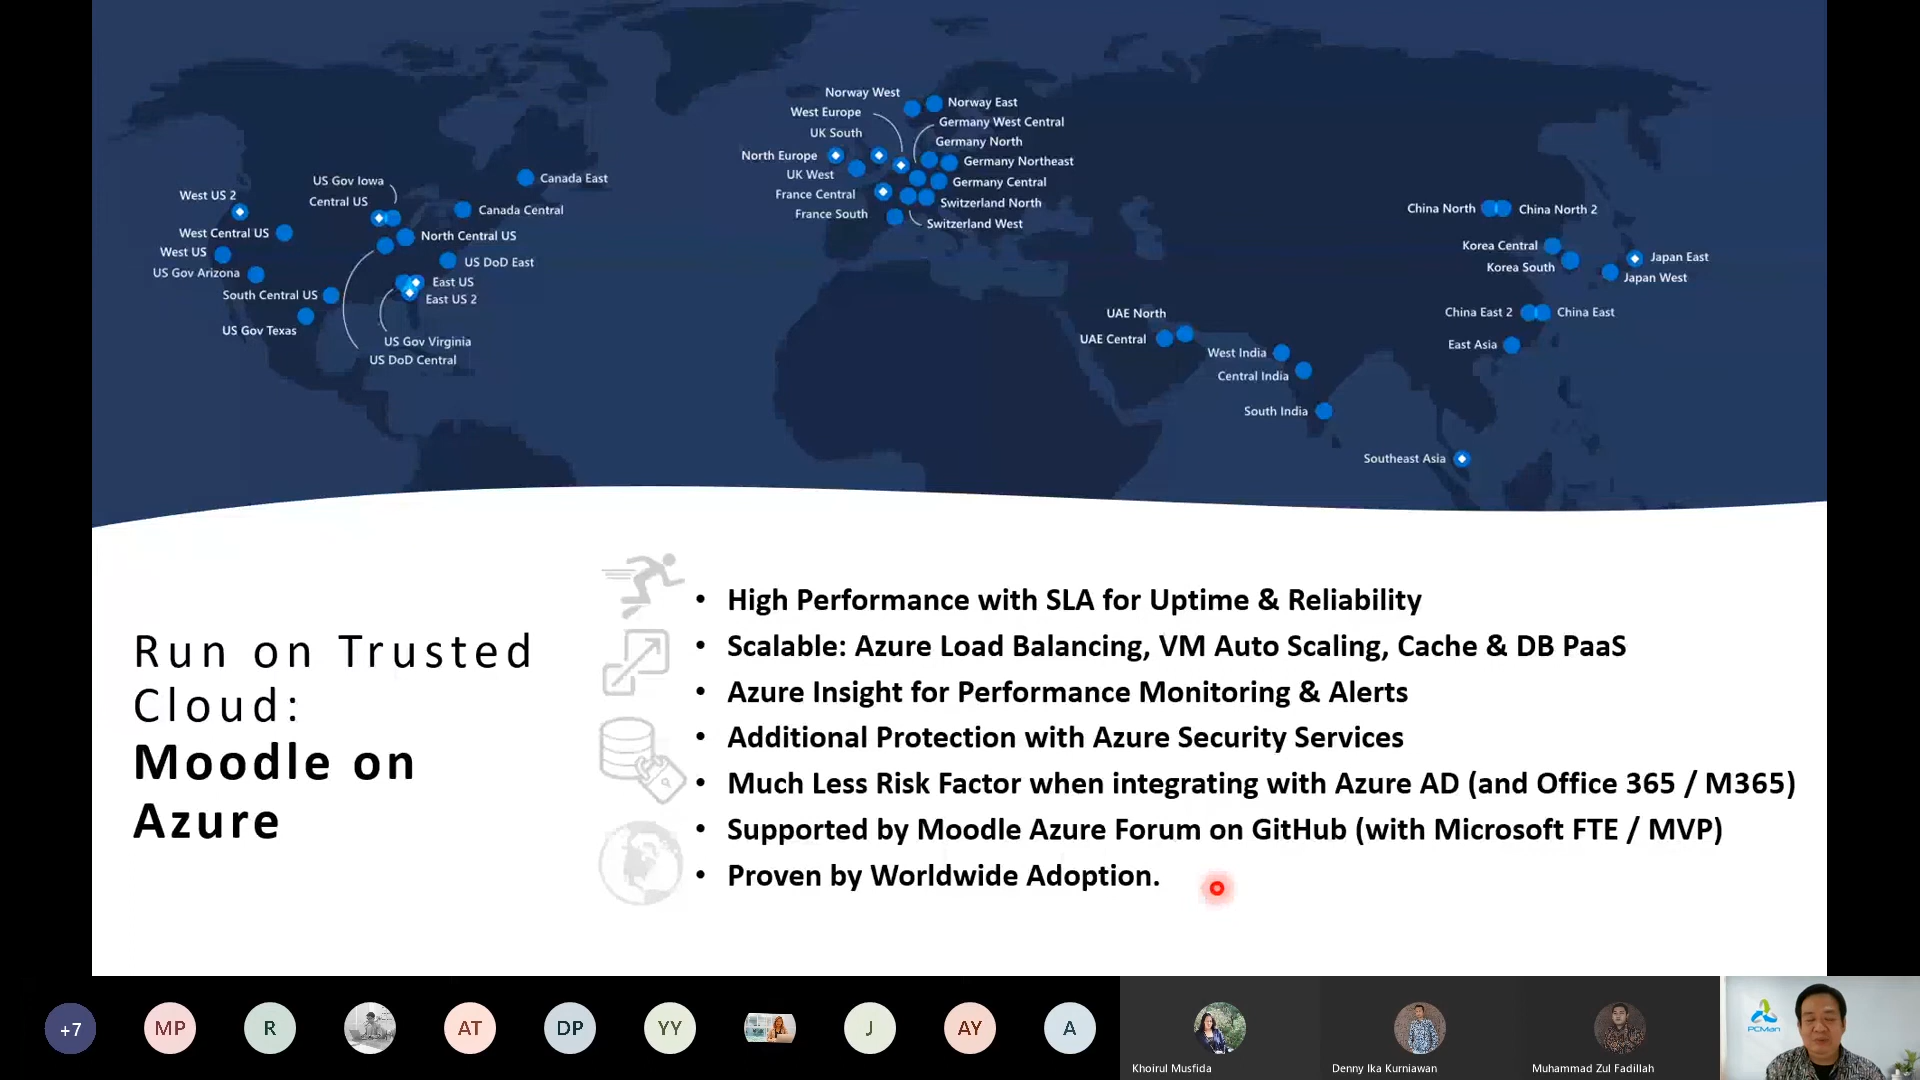 Norway West
Norway East
West Europe
Germany West Central
UK South
Germany North
North Europe
Germany Northeast
UK West
Germany Central
France Central
Switzerland North
France South
Switzerland West
Canada East
US Gov Iowa
West US 2
Central US
Canada Central
West Central US
North Central US
West US
US DoD East
US Gov Arizona
East US
South Central US
East US 2
US Gov Texas
US Gov Virginia
US DoD Central
China North
China North 2
Korea Central
Japan East
Korea South
Japan West
UAE North
China East 2
China East
UAE Central
East Asia
West India
Central India
South India
Southeast Asia
Run on Trusted
Cloud:
Moodle on
Azure
• High Performance with SLA for Uptime & Reliability
• Scalable: Azure Load Balancing, VM Auto Scaling, Cache & DB PaaS
• Azure Insight for Performance Monitoring & Alerts
• Additional Protection with Azure Security Services
• Much Less Risk Factor when integrating with Azure AD (and Office 365 / M365)
• Supported by Moodle Azure Forum on GitHub (with Microsoft FTE / MVP)
• Proven by Worldwide Adoption.
+7
MP
R
AT
DP
YY
J
AY
A
Khoirul Musfida
Denny Ika Kurniawan
Muhammad Zul Fadillah
PCMan